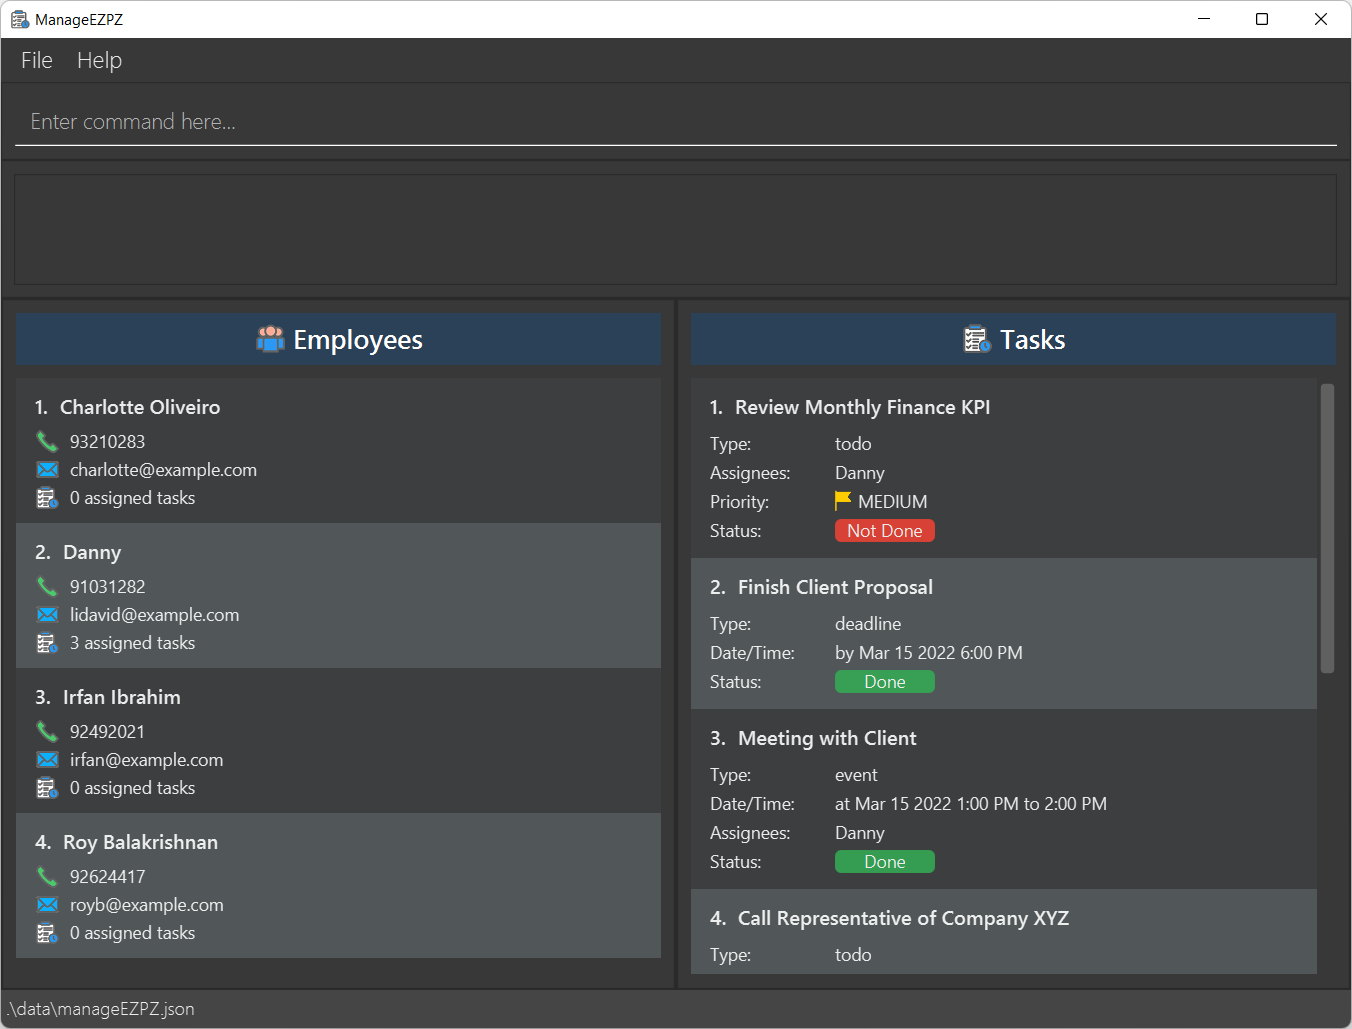 ManageEZPZ
File Help
Enter command here...
Employees
1. Charlotte Oliveiro
93210283
charlotte@example.com
0 assigned tasks
2. Danny
91031282
lidavid@example.com
3 assigned tasks
3. Irfan Ibrahim
92492021
irfan@example.com
0 assigned tasks
4. Roy Balakrishnan
92624417
royb@example.com
0 assigned tasks
Tasks
1. Review Monthly Finance KPI
Type: todo
Assignees: Danny
Priority: MEDIUM
Status: Not Done
2. Finish Client Proposal
Type: deadline
Date/Time: by Mar 15 2022 6:00 PM
Status: Done
3. Meeting with Client
Type: event
Date/Time: at Mar 15 2022 1:00 PM to 2:00 PM
Assignees: Danny
Status: Done
4. Call Representative of Company XYZ
Type: todo
.\data\manageEZPZ.json